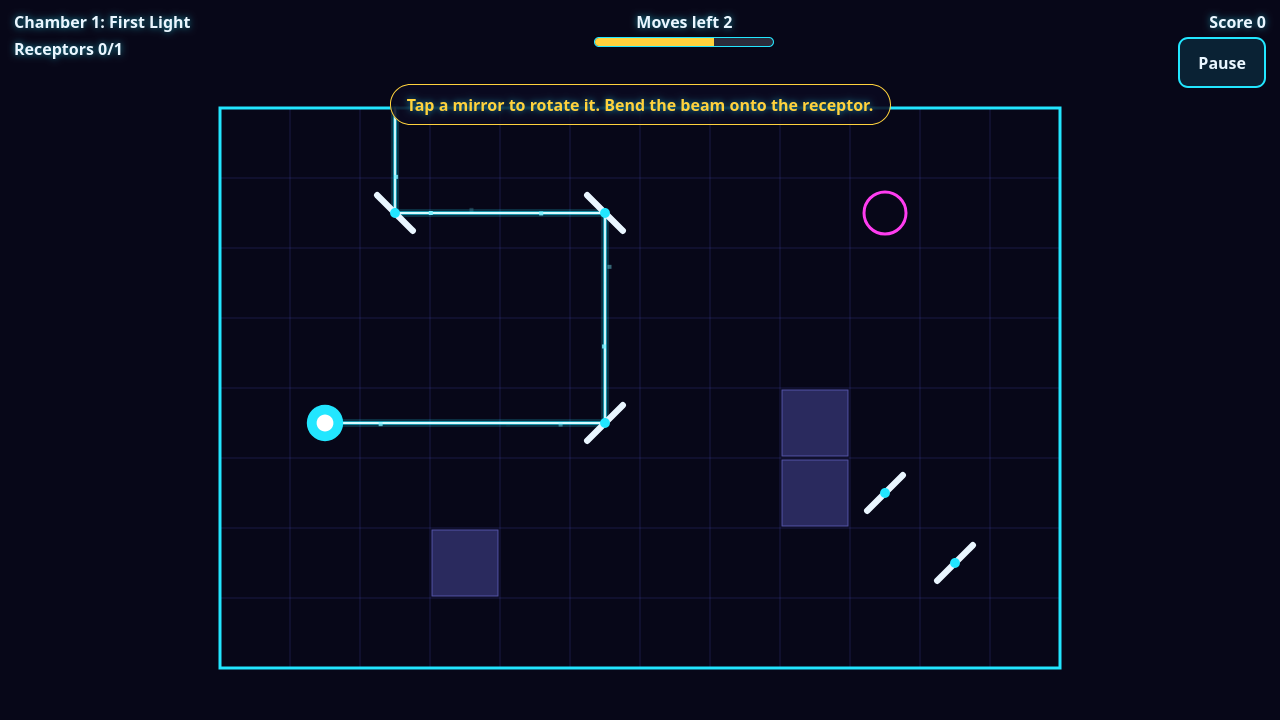 Chamber 1: First Light
Receptors 0/1
Moves left 2
Score 0
Pause
Tap a mirror to rotate it. Bend the beam onto the receptor.